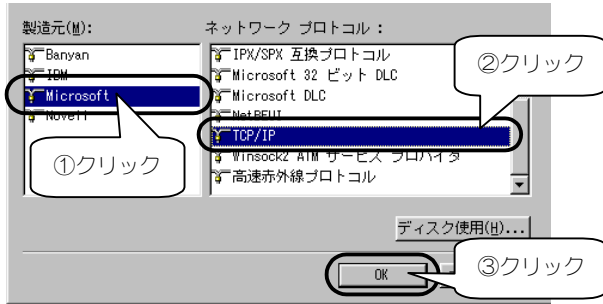 製造元(M):
Banyan
IBM
Microsoft
Novell
①クリック
ネットワーク プロトコル :
IPX/SPX 互換プロトコル
Microsoft 32 ビット DLC
Microsoft DLC
NetBEUI
TCP/IP
Winsock2 ATM サービス プロバイダ
高速赤外線プロトコル
②クリック
ディスク使用(H)...
OK
③クリック